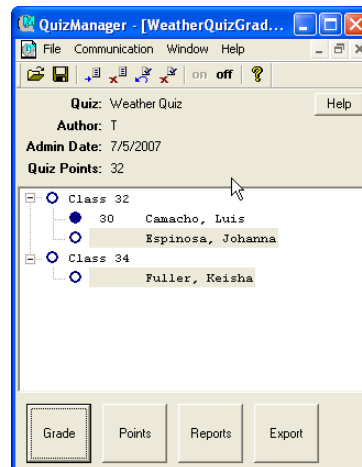 QuizManager - [WeatherQuizGrad...
File Communication Window Help
on off
Quiz: Weather Quiz Help
Author: T
Admin Date: 7/5/2007
Quiz Points: 32
Class 32
30 Camacho, Luis
Espinosa, Johanna
Class 34
Fuller, Keisha
Grade Points Reports Export